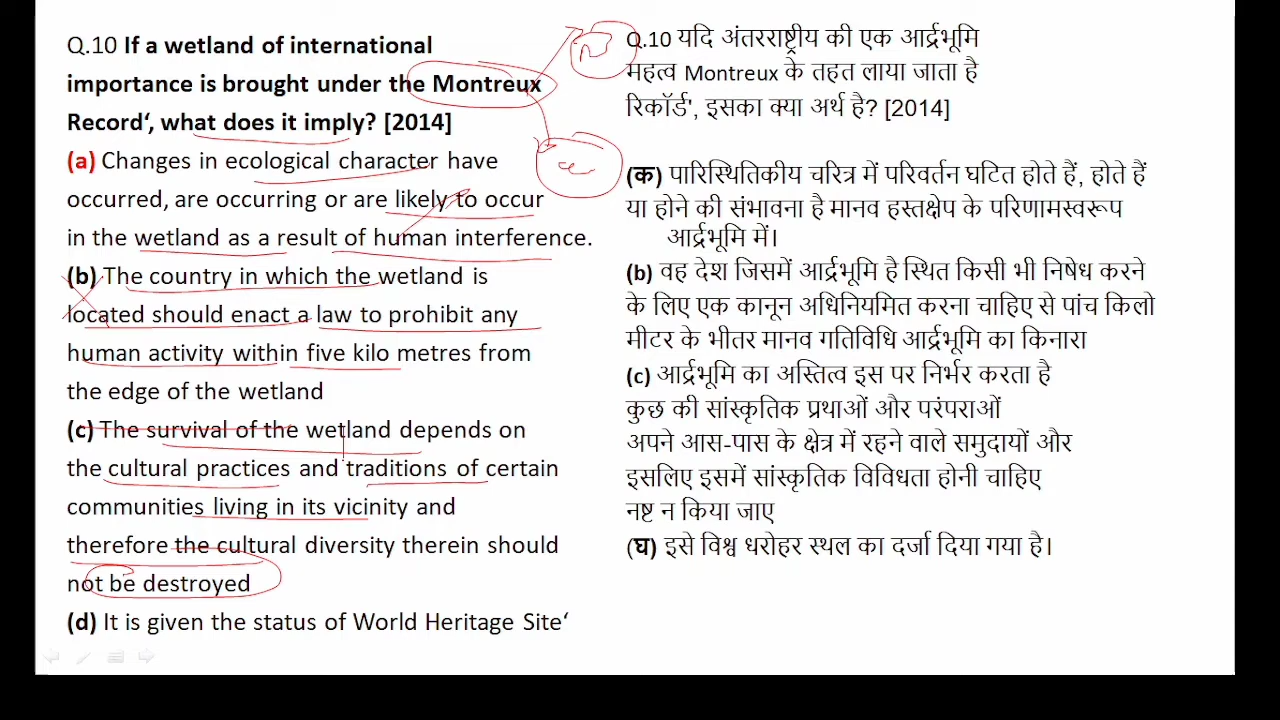 Q.10 If a wetland of international
importance is brought under the Montreux
Record‘, what does it imply? [2014]
(a) Changes in ecological character have
occurred, are occurring or are likely to occur
in the wetland as a result of human interference.
(b) The country in which the wetland is
located should enact a law to prohibit any
human activity within five kilo metres from
the edge of the wetland
(c) The survival of the wetland depends on
the cultural practices and traditions of certain
communities living in its vicinity and
therefore the cultural diversity therein should
not be destroyed
(d) It is given the status of World Heritage Site‘
Q.10 यदि अंतरराष्ट्रीय की एक आर्द्रभूमि
महत्व Montreux के तहत लाया जाता है
रिकॉर्ड', इसका क्या अर्थ है? [2014]
(क) पारिस्थितिकीय चरित्र में परिवर्तन घटित होते हैं, होते हैं
या होने की संभावना है मानव हस्तक्षेप के परिणामस्वरूप
आर्द्रभूमि में।
(b) वह देश जिसमें आर्द्रभूमि है स्थित किसी भी निषेध करने
के लिए एक कानून अधिनियमित करना चाहिए से पांच किलो
मीटर के भीतर मानव गतिविधि आर्द्रभूमि का किनारा
(c) आर्द्रभूमि का अस्तित्व इस पर निर्भर करता है
कुछ की सांस्कृतिक प्रथाओं और परंपराओं
अपने आस-पास के क्षेत्र में रहने वाले समुदायों और
इसलिए इसमें सांस्कृतिक विविधता होनी चाहिए
नष्ट न किया जाए
(घ) इसे विश्व धरोहर स्थल का दर्जा दिया गया है।